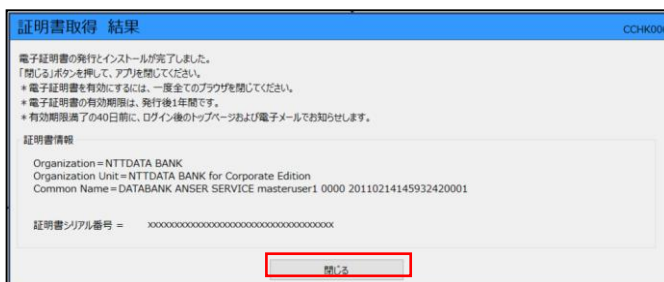 証明書取得 結果
CCHK00
電子証明書の発行とインストールが完了しました。
「閉じる」ボタンを押して、アプリを閉じてください。
*電子証明書を有効にするには、一度全てのブラウザを閉じてください。
*電子証明書の有効期限は、発行後1年間です。
*有効期限満了の40日前に、ログイン後のトップページおよび電子メールでお知らせします。
証明書情報
Organization=NTTDATA BANK
Organization Unit=NTTDATA BANK for Corporate Edition
Common Name=DATABANK ANSER SERVICE masteruser1 0000 20110214145932420001
証明書シリアル番号 = xxxxxxxxxxxxxxxxxxxxxxxxxxxxxxxxxxxx
閉じる